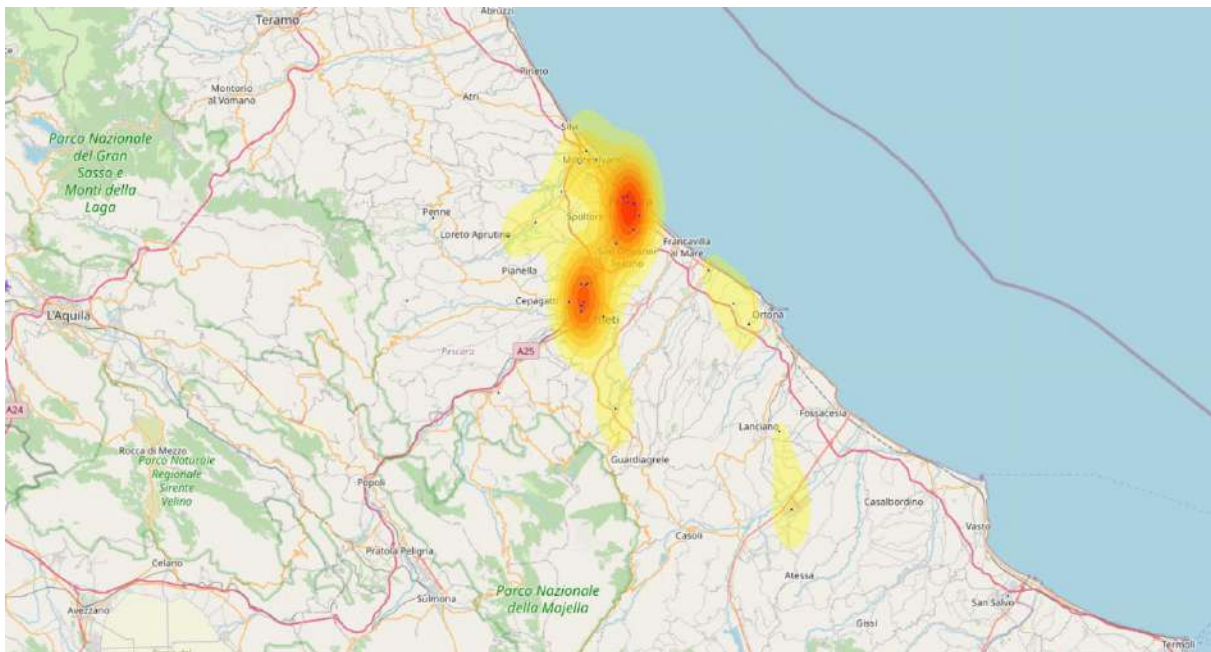 Abruzzi
Teramo
Pineto
Montorio
al Vomano
Atri
Silvi
Parco Nazionale
del Gran
Sasso e
Monti della
Laga
Montesilvano
Penne
Spoltore
Loreto Aprutino
Francavilla
al Mare
Pianella
Cepagatti
L'Aquila
Ortona
Pescara
A25
A24
Fossacesia
Lanciano
Rocca di Mezzo
Parco Naturale
Regionale
Sirente
Velino
Guardiagrele
Popoli
Casalbordino
Vasto
Casoli
Pratola Peligna
Celano
Atessa
Parco Nazionale
della Majella
Sulmona
San Salvo
Avezzano
Gissi
Termoli